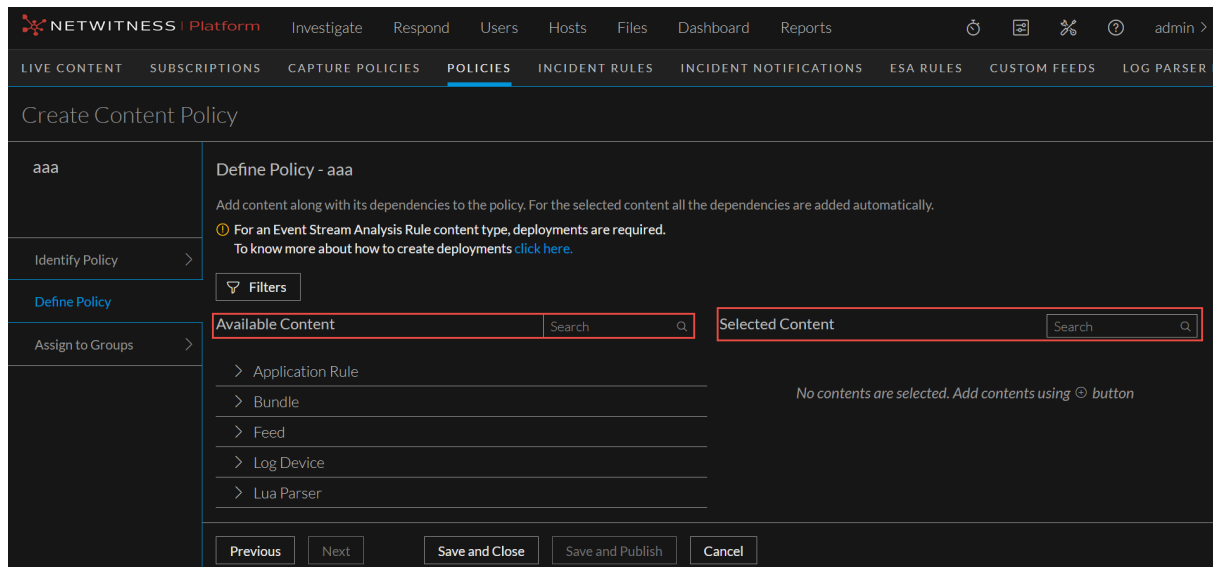 NETWITNESS | Platform Investigate Respond Users Hosts Files Dashboard Reports admin >
LIVE CONTENT SUBSCRIPTIONS CAPTURE POLICIES POLICIES INCIDENT RULES INCIDENT NOTIFICATIONS ESA RULES CUSTOM FEEDS LOG PARSER
Create Content Policy
aaa
Identify Policy
Define Policy
Assign to Groups
Define Policy - aaa
Add content along with its dependencies to the policy. For the selected content all the dependencies are added automatically.
For an Event Stream Analysis Rule content type, deployments are required.
To know more about how to create deployments click here.
Filters
Available Content Search
Application Rule
Bundle
Feed
Log Device
Lua Parser
Selected Content Search
No contents are selected. Add contents using ⊕ button
Previous Next Save and Close Save and Publish Cancel